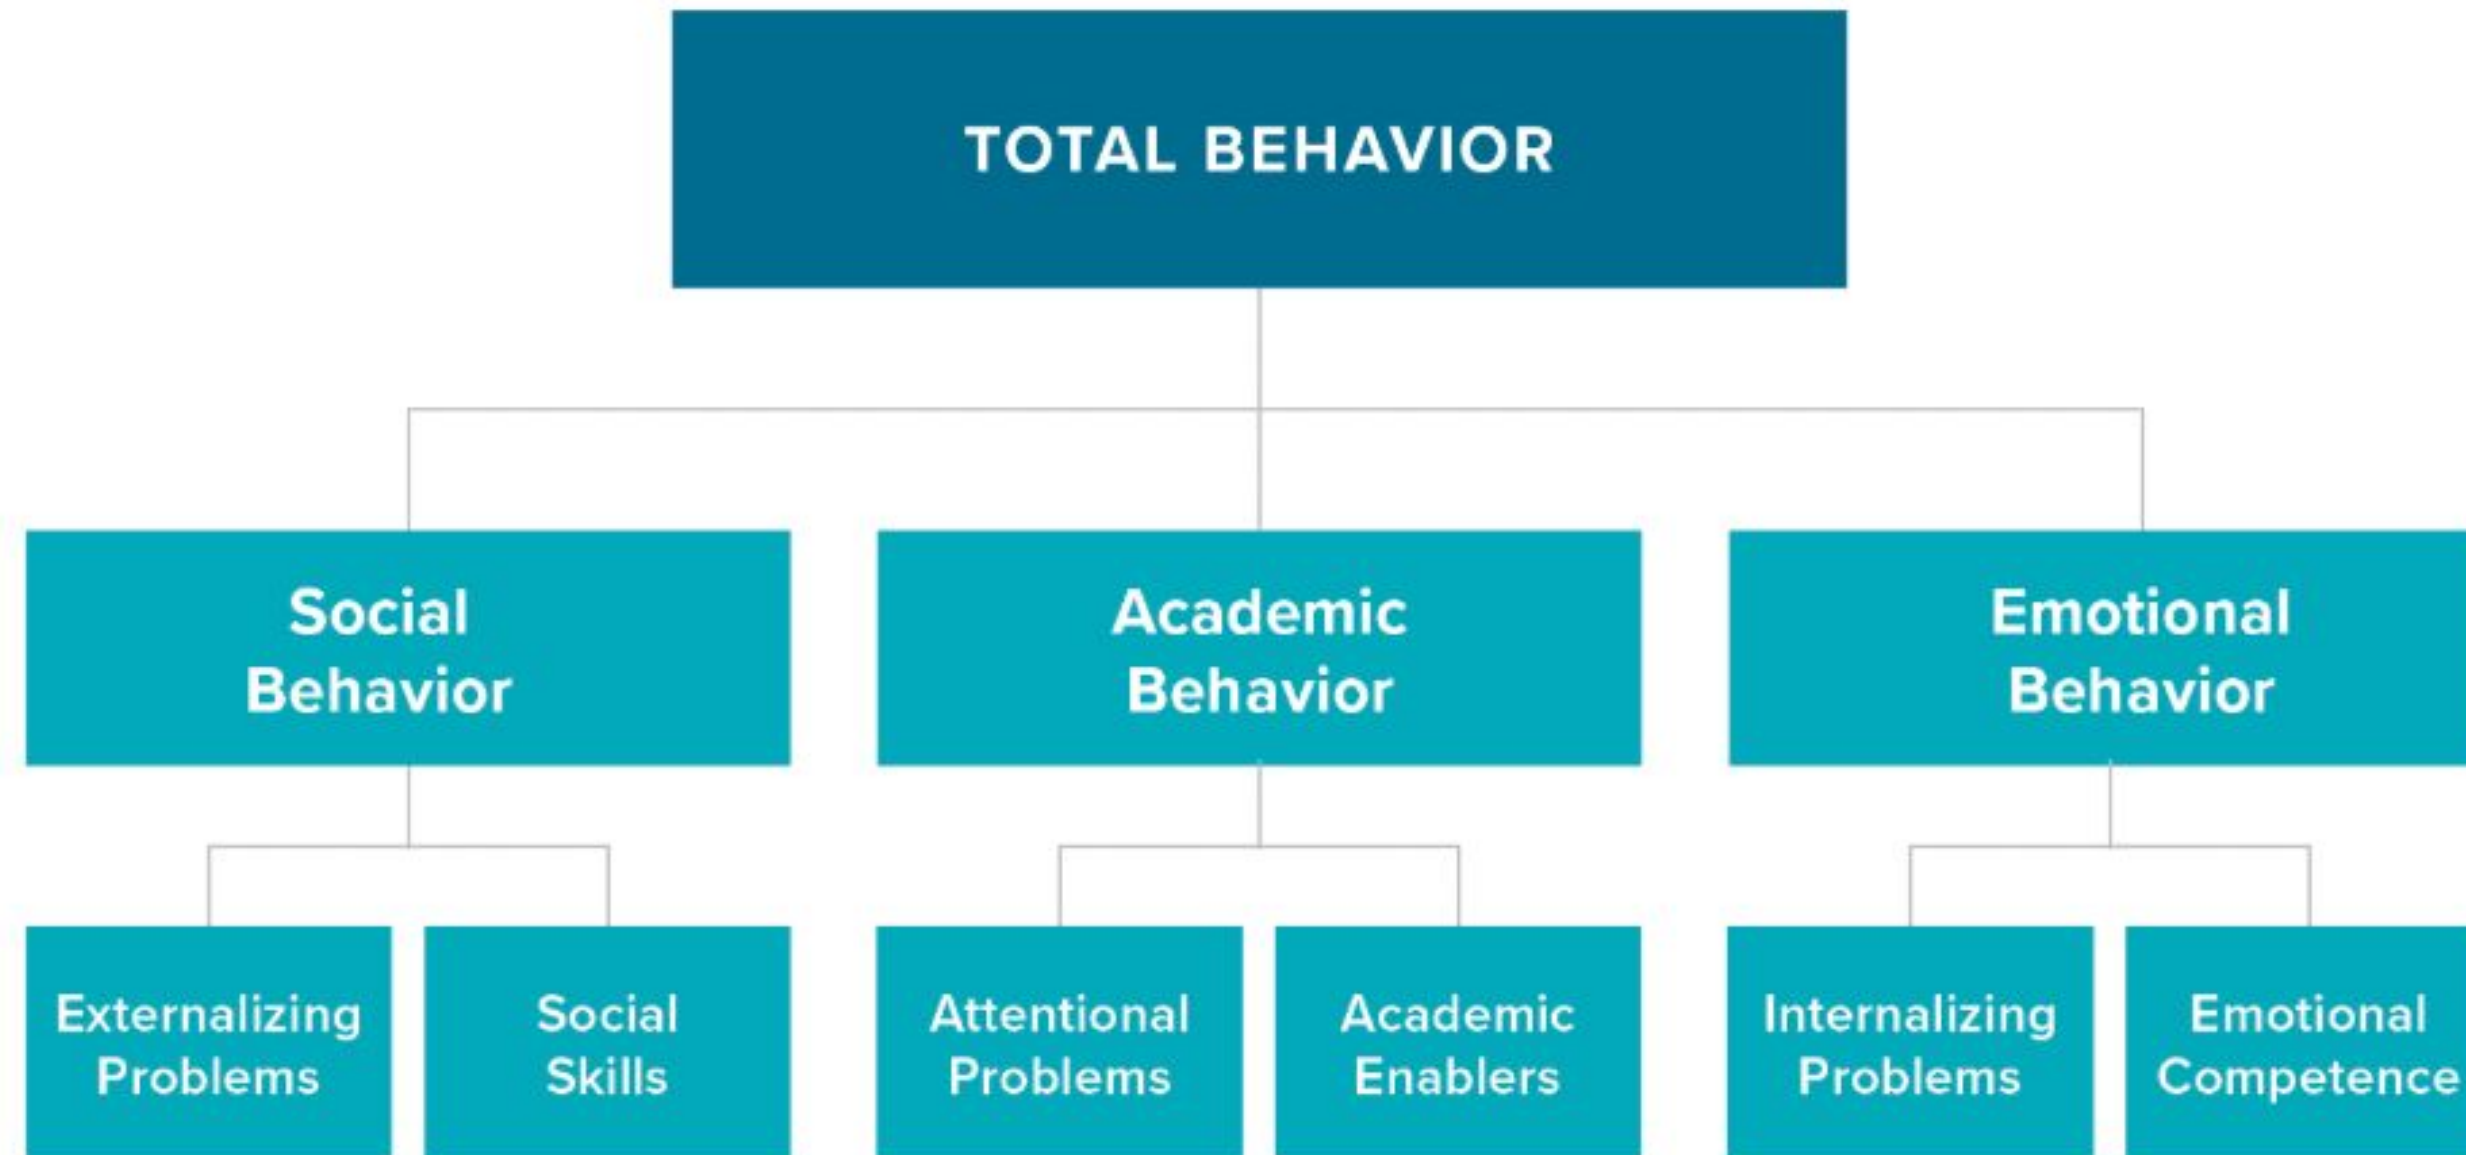 TOTAL BEHAVIOR
Social
Behavior
Academic
Behavior
Emotional
Behavior
Externalizing
Problems
Social
Skills
Attentional
Problems
Academic
Enablers
Internalizing
Problems
Emotional
Competence